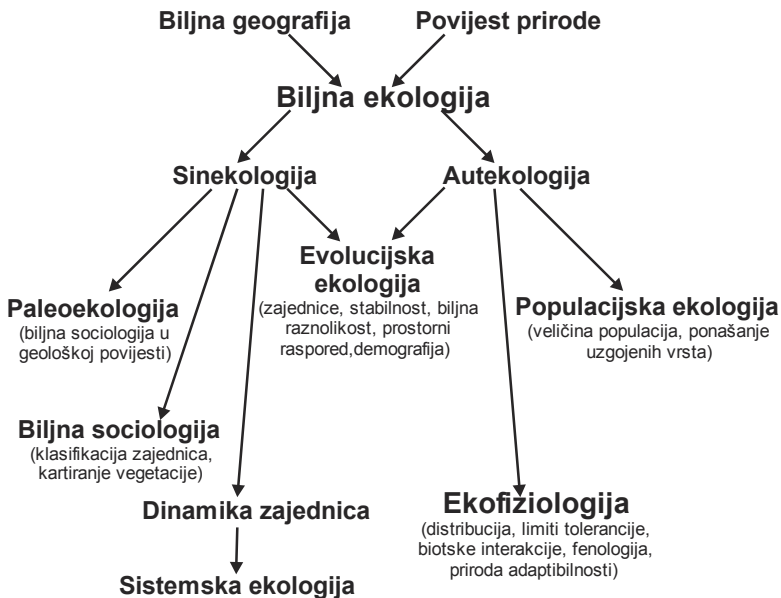 Biljna geografija
Povijest prirode
Biljna ekologija
Sinekologija
Autekologija
Evolucijska
ekologija
(zajednice, stabilnost, biljna
raznolikost, prostorni
raspored,demografija)
Paleoekologija
(biljna sociologija u
geološkoj povijesti)
Populacijska ekologija
(veličina populacija, ponašanje
uzgojenih vrsta)
Biljna sociologija
(klasifikacija zajednica,
kartiranje vegetacije)
Dinamika zajednica
Ekofiziologija
(distribucija, limiti tolerancije,
biotske interakcije, fenologija,
priroda adaptibilnosti)
Sistemska ekologija